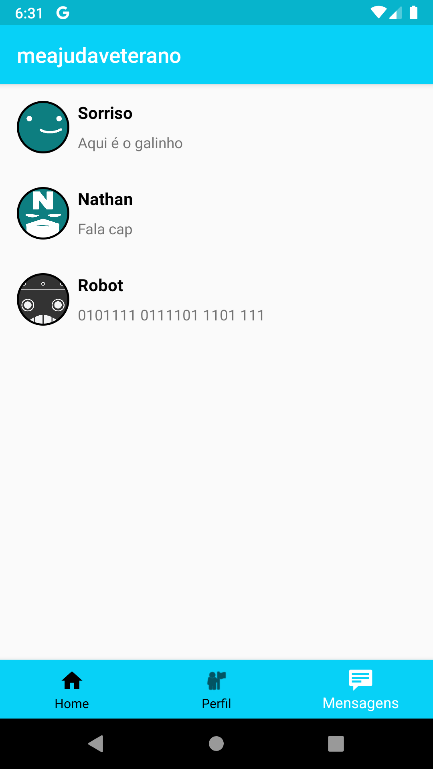 6:31 G
meajudaveterano
Sorriso
Aqui é o galinho
N
Nathan
Fala cap
Robot
0101111 0111101 1101 111
Home Perfil Mensagens